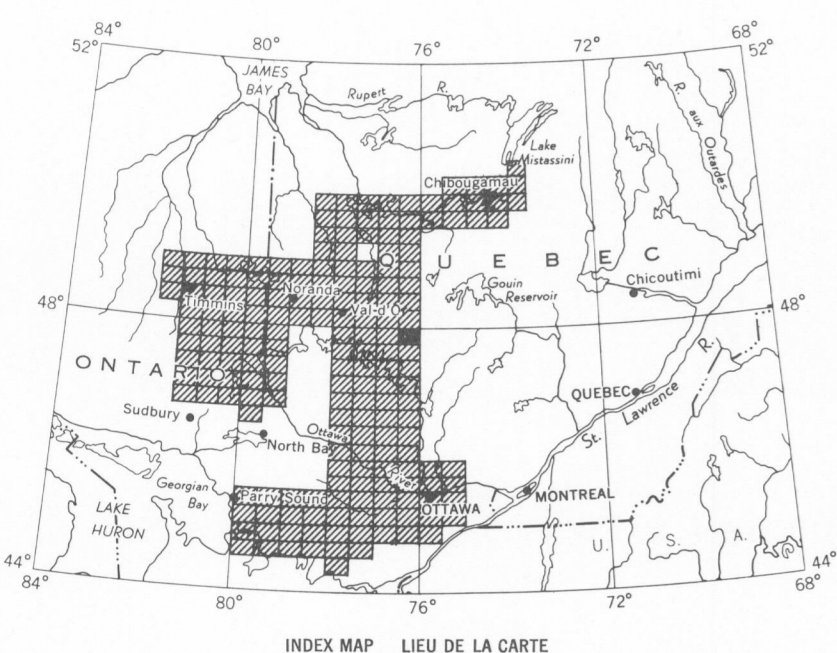 84° 80° 76° 72° 68°
52° 52°
JAMES
BAY
Rupert R.
R. aux Outardes
Lake
Mistassini
Chibougamau
QUEBEC
Chicoutimi
Gouin
Reservoir
Noranda
Timmins
Val-d'O
48° 48°
ONTARIO
QUEBEC
St. Lawrence R.
Sudbury
Ottawa River
North Bay
Georgian
Bay
Parry Sound
OTTAWA
MONTREAL
LAKE
HURON
U. S. A.
44° 44°
84° 80° 76° 72° 68°
INDEX MAP LIEU DE LA CARTE